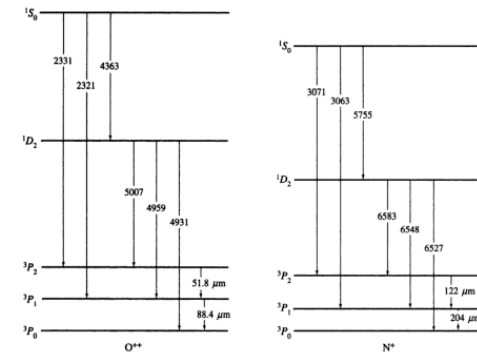 ¹S₀
2331
2321
4363
¹D₂
5007
4959
4931
³P₂
51.8 μm
³P₁
88.4 μm
³P₀
O⁺⁺
¹S₀
3071
3063
5755
¹D₂
6583
6548
6527
³P₂
122 μm
³P₁
204 μm
³P₀
N⁺